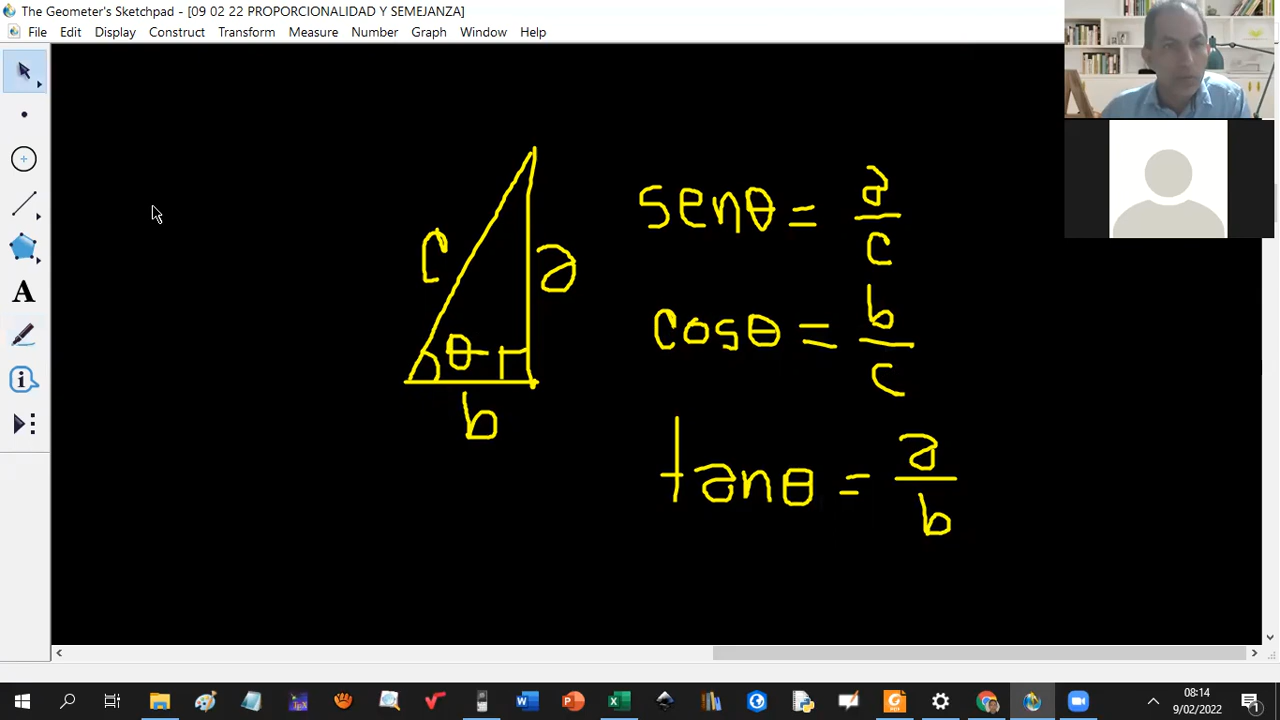 The Geometer's Sketchpad - [09 02 22 PROPORCIONALIDAD Y SEMEJANZA]
File Edit Display Construct Transform Measure Number Graph Window Help
c
a
θ
b
senθ = a/c
cosθ = b/c
tanθ = a/b
A
08:14
9/02/2022